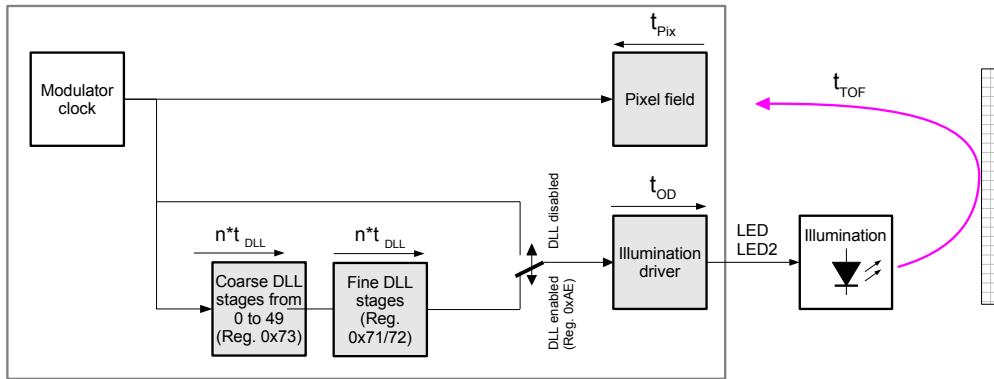 t Pix
Modulator
clock
Pixel field
t TOF
n*t DLL
n*t DLL
DLL disabled
DLL enabled
(Reg. 0xAE)
t OD
Coarse DLL
stages from
0 to 49
(Reg. 0x73)
Fine DLL
stages
(Reg.
0x71/72)
Illumination
driver
LED
LED2
Illumination